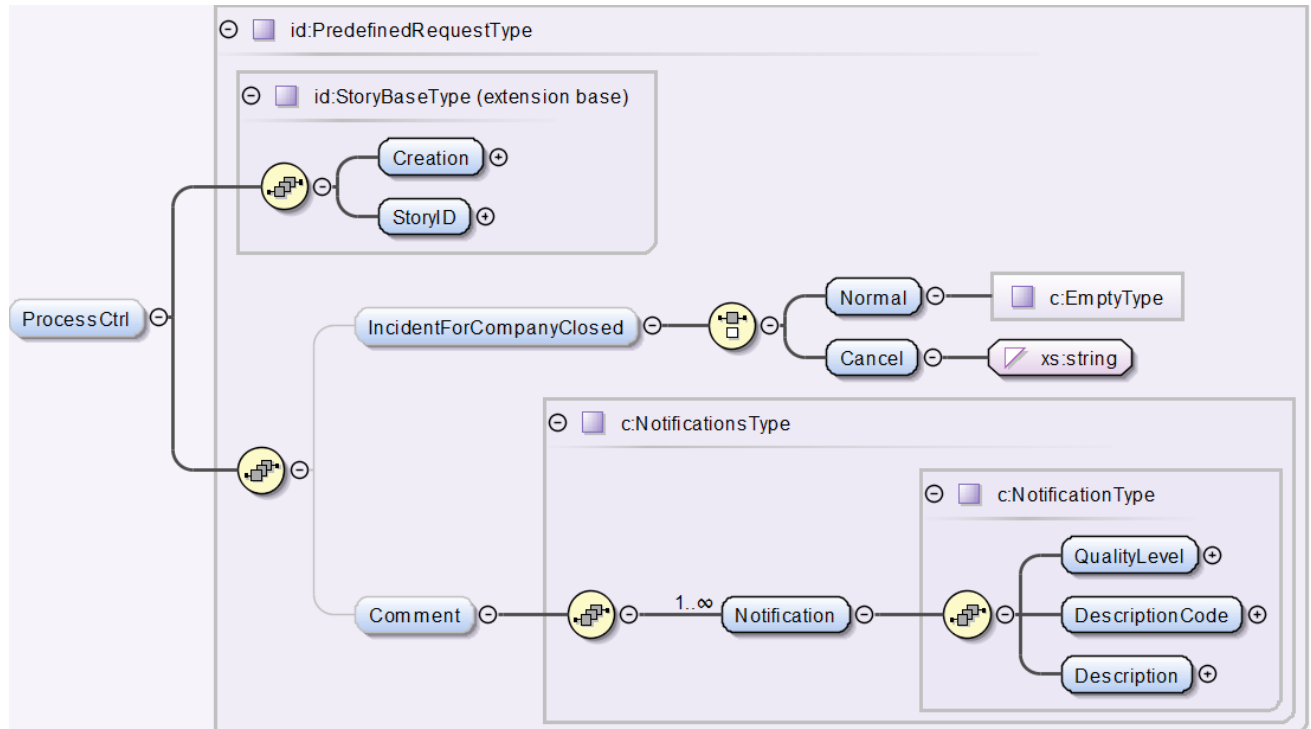 id:PredefinedRequestType
id:StoryBaseType (extension base)
Creation
StoryID
ProcessCtrl
IncidentForCompanyClosed
Normal
c:EmptyType
Cancel
xs:string
c:NotificationsType
c:NotificationType
QualityLevel
Comment
1..∞
Notification
DescriptionCode
Description